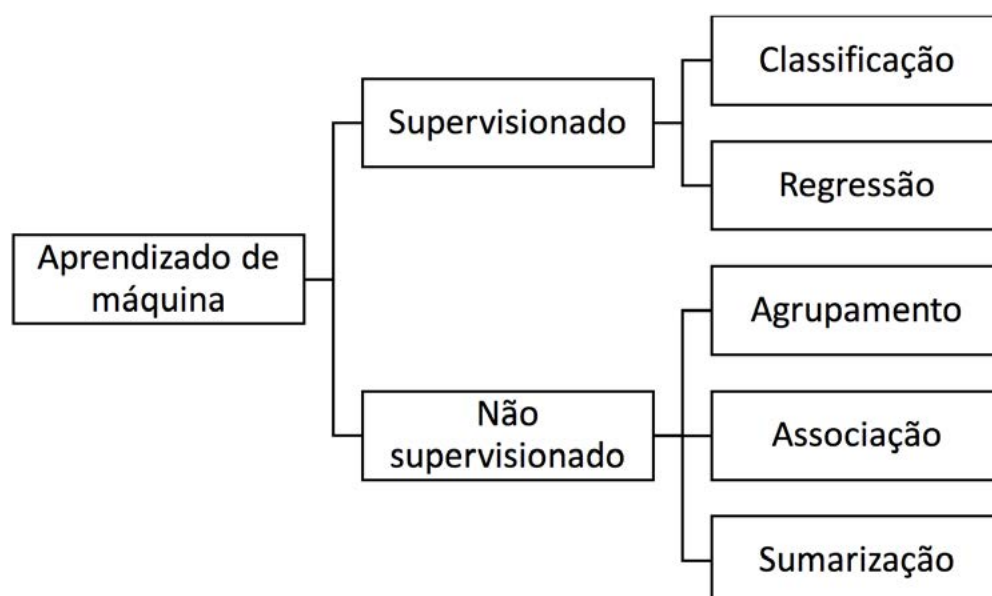 Classificação
Supervisionado
Regressão
Aprendizado de
máquina
Agrupamento
Não
supervisionado
Associação
Sumarização